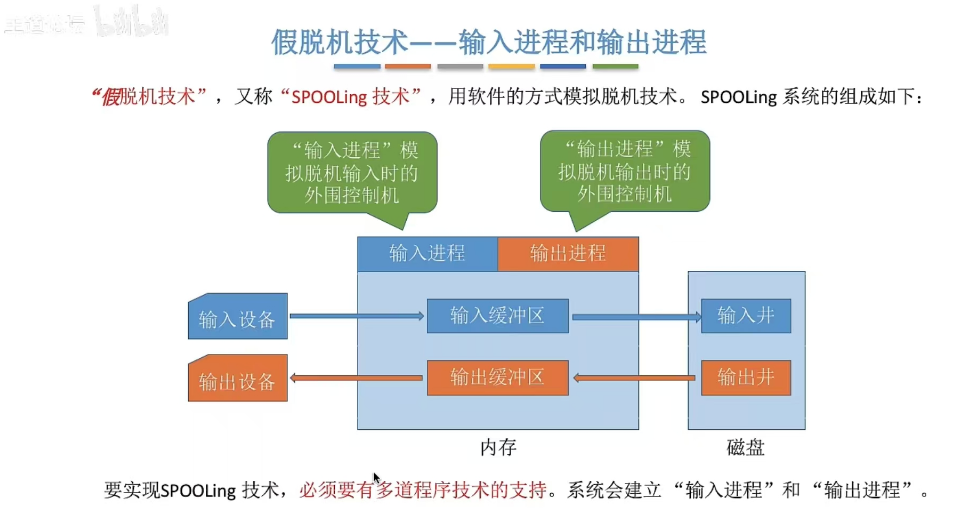 bilibili
假脱机技术——输入进程和输出进程
“假脱机技术”，又称“SPOOLing 技术”，用软件的方式模拟脱机技术。SPOOLing 系统的组成如下：
“输入进程”模
拟脱机输入时的
外围控制机
“输出进程”模
拟脱机输出时的
外围控制机
输入进程
输出进程
输入设备
输入缓冲区
输入井
输出设备
输出缓冲区
输出井
内存
磁盘
要实现SPOOLing 技术，必须要有多道程序技术的支持。系统会建立“输入进程”和“输出进程”。